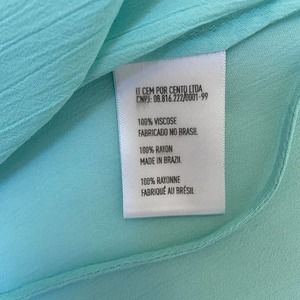 IT CEM POR CENTO LTDA
CNPJ: 08.816.222/0001-99
100% VISCOSE
FABRICADO NO BRASIL
100% RAYON
MADE IN BRAZIL
100% RAYONNE
FABRIQUÉ AU BRÉSIL